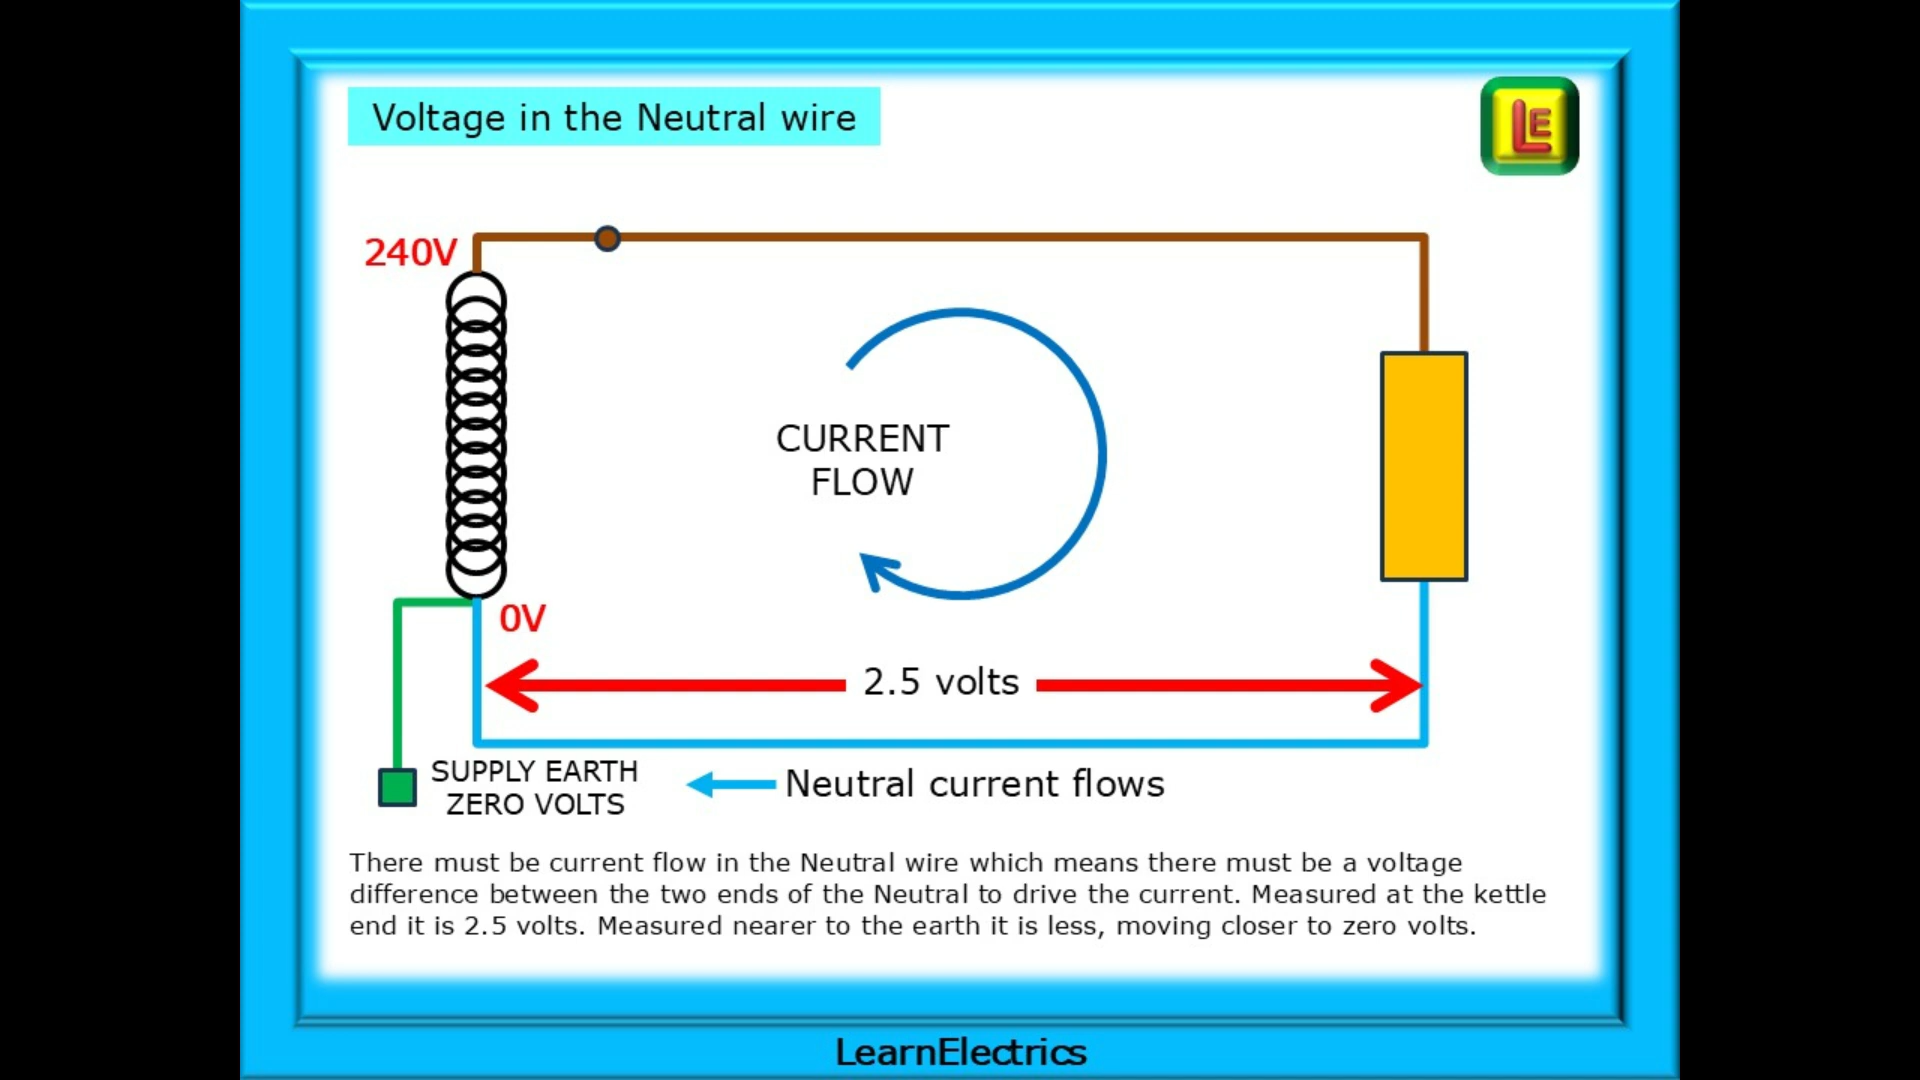 Voltage in the Neutral wire
LE
240V
CURRENT
FLOW
0V
2.5 volts
SUPPLY EARTH
ZERO VOLTS
Neutral current flows
There must be current flow in the Neutral wire which means there must be a voltage
difference between the two ends of the Neutral to drive the current. Measured at the kettle
end it is 2.5 volts. Measured nearer to the earth it is less, moving closer to zero volts.
LearnElectrics